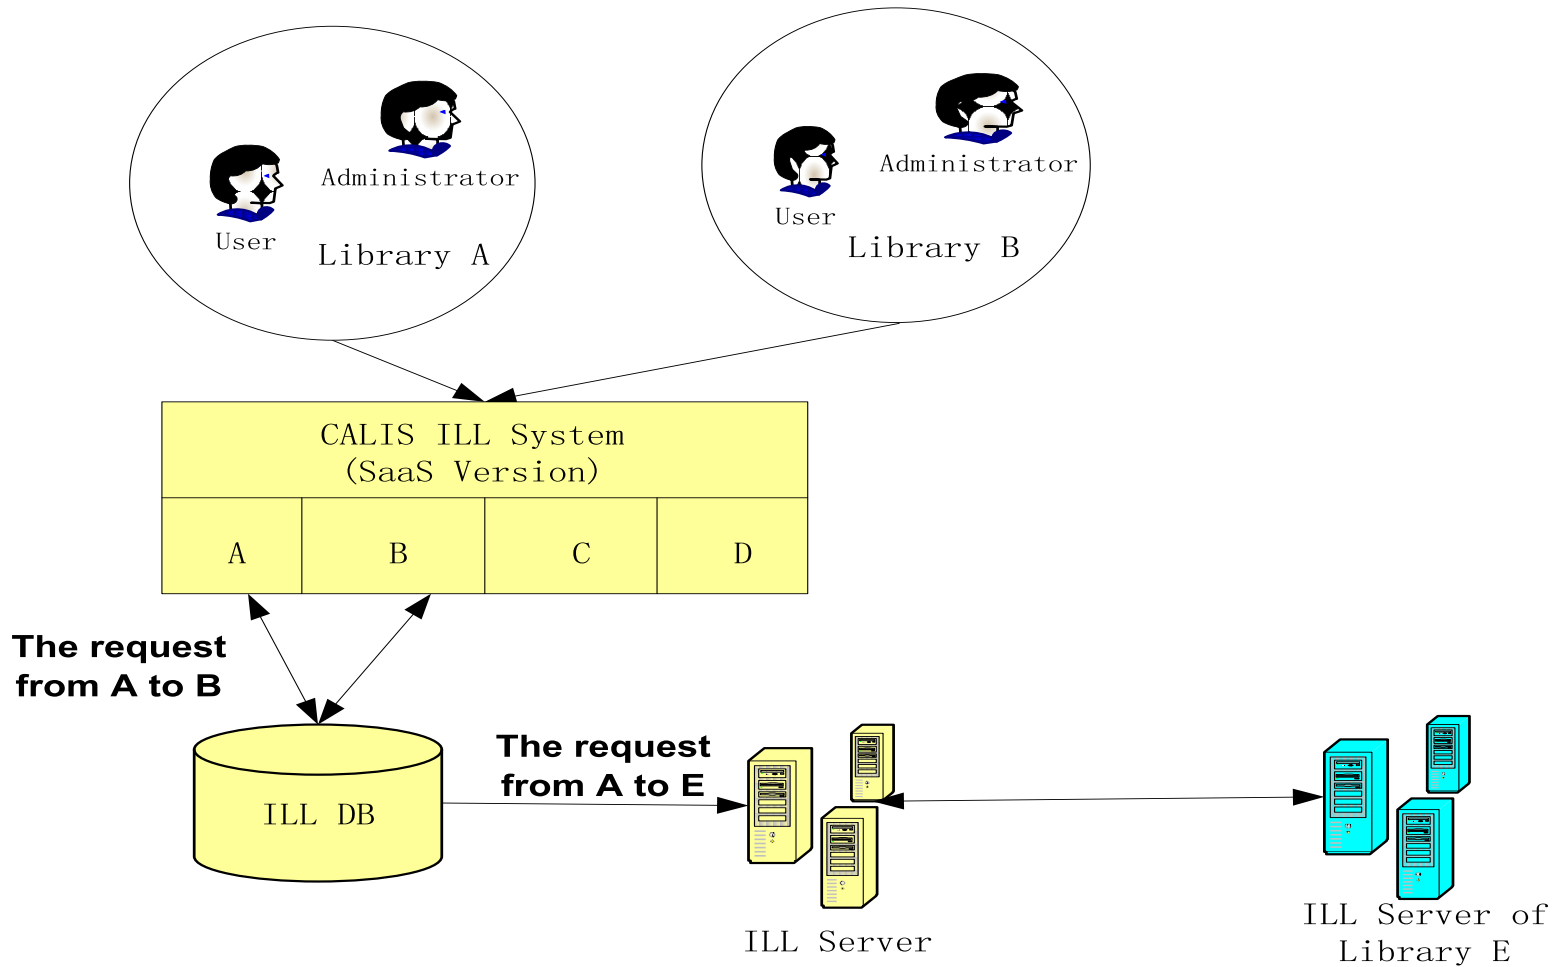 Administrator
User
Library A
Administrator
User
Library B
CALIS ILL System
(SaaS Version)
A
B
C
D
The request
from A to B
ILL DB
The request
from A to E
ILL Server
ILL Server of
Library E